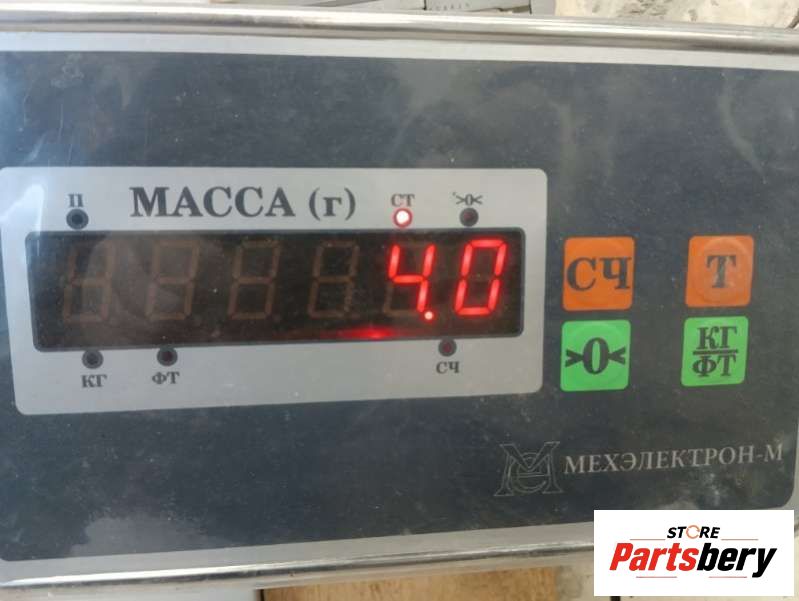 П МАССА (г) СТ >0<
4.0
КГ ФТ СЧ
СЧ Т
>0< КГ/ФТ
МЕХЭЛЕКТРОН-М
STORE
Partsbery